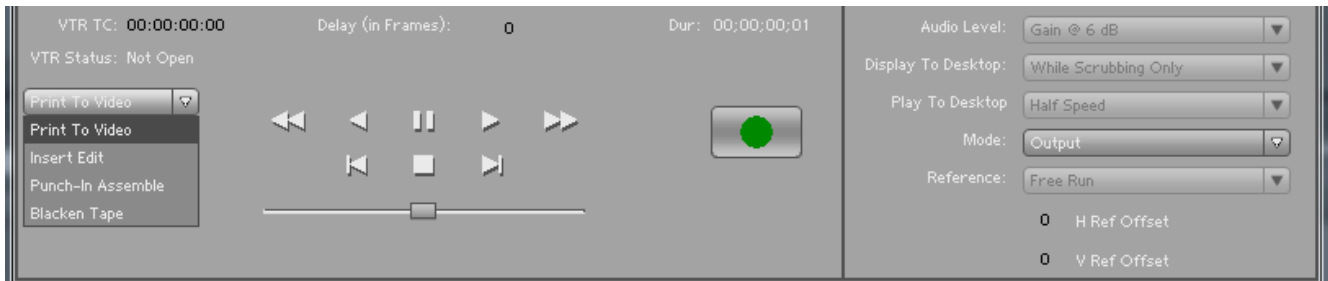 VTR TC: 00:00:00:00 Delay (in Frames): 0 Dur: 00;00;00;01
VTR Status: Not Open
Print To Video
Print To Video
Insert Edit
Punch-In Assemble
Blacken Tape
Audio Level: Gain @ 6 dB
Display To Desktop: While Scrubbing Only
Play To Desktop Half Speed
Mode: Output
Reference: Free Run
0 H Ref Offset
0 V Ref Offset